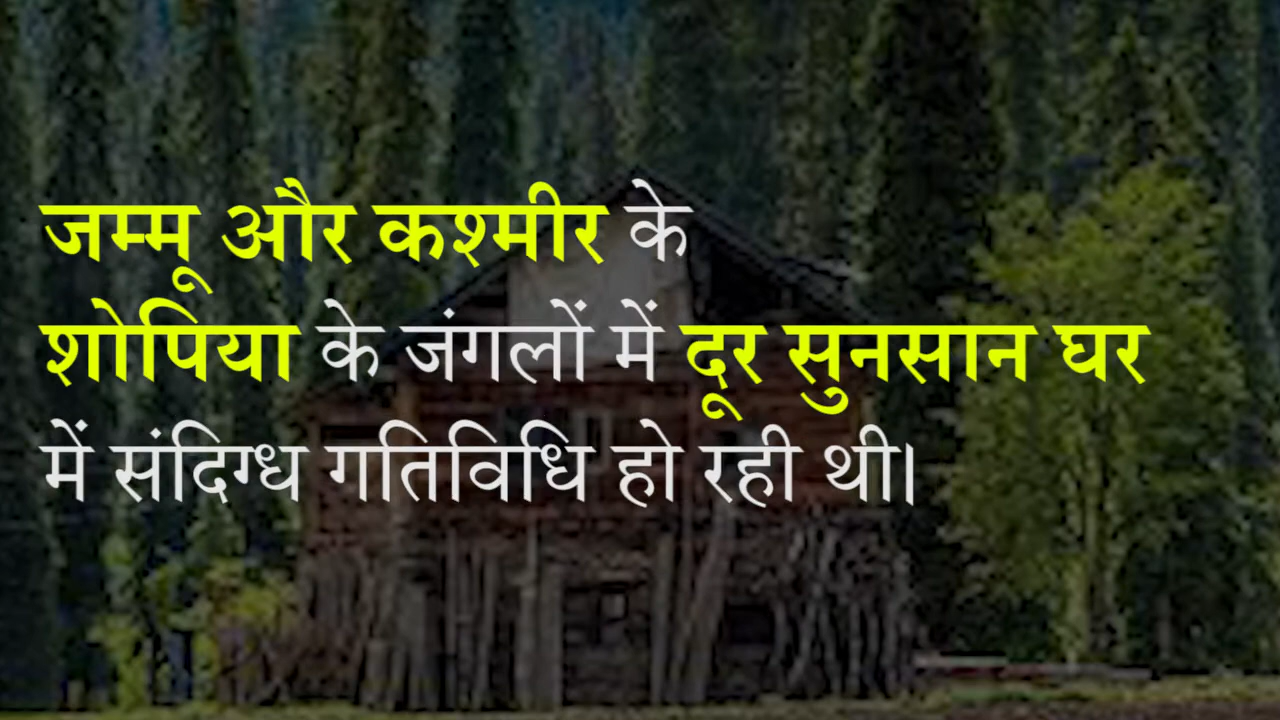 जम्मू और कश्मीर के
शोपिया के जंगलों में दूर सुनसान घर
में संदिग्ध गतिविधि हो रही थी।